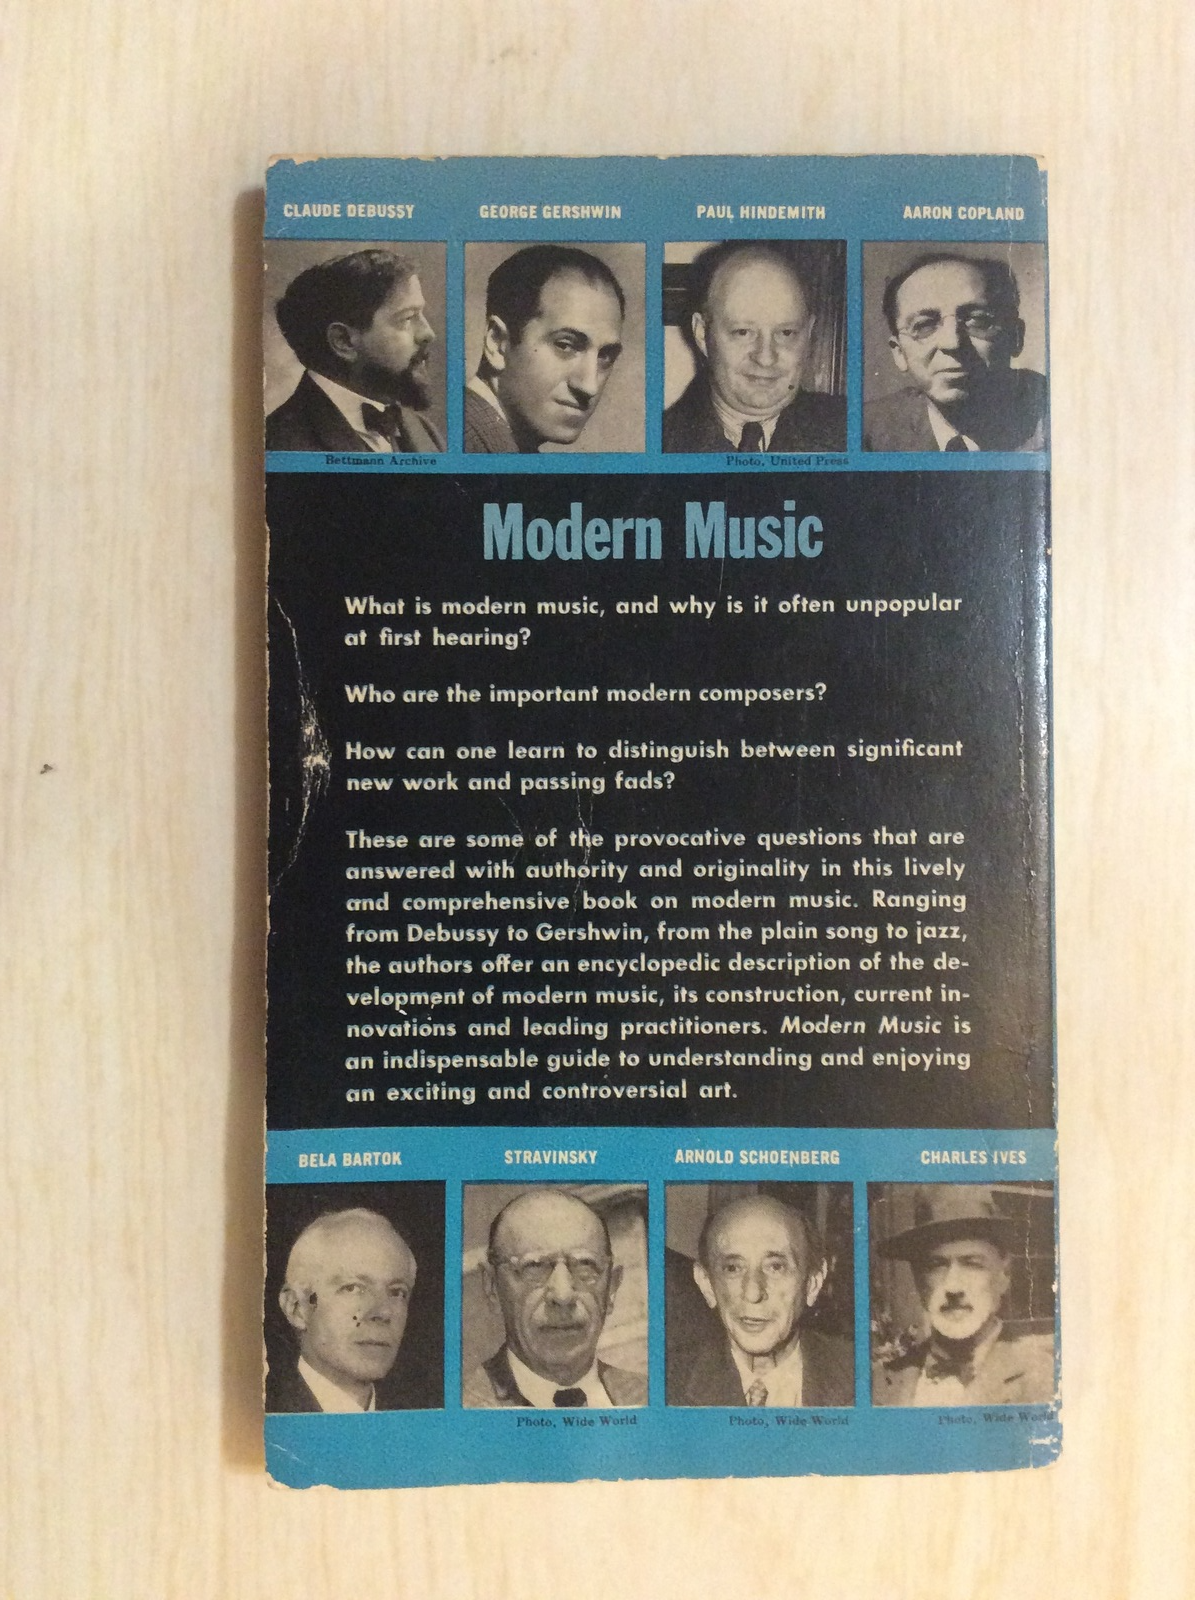 CLAUDE DEBUSSY GEORGE GERSHWIN PAUL HINDEMITH AARON COPLAND
Bettmann Archive Photo, United Press
Modern Music
What is modern music, and why is it often unpopular
at first hearing?
Who are the important modern composers?
How can one learn to distinguish between significant
new work and passing fads?
These are some of the provocative questions that are
answered with authority and originality in this lively
and comprehensive book on modern music. Ranging
from Debussy to Gershwin, from the plain song to jazz,
the authors offer an encyclopedic description of the de-
velopment of modern music, its construction, current in-
novations and leading practitioners. Modern Music is
an indispensable guide to understanding and enjoying
an exciting and controversial art.
BELA BARTOK STRAVINSKY ARNOLD SCHOENBERG CHARLES IVES
Photo, Wide World Photo, Wide World Photo, Wide World